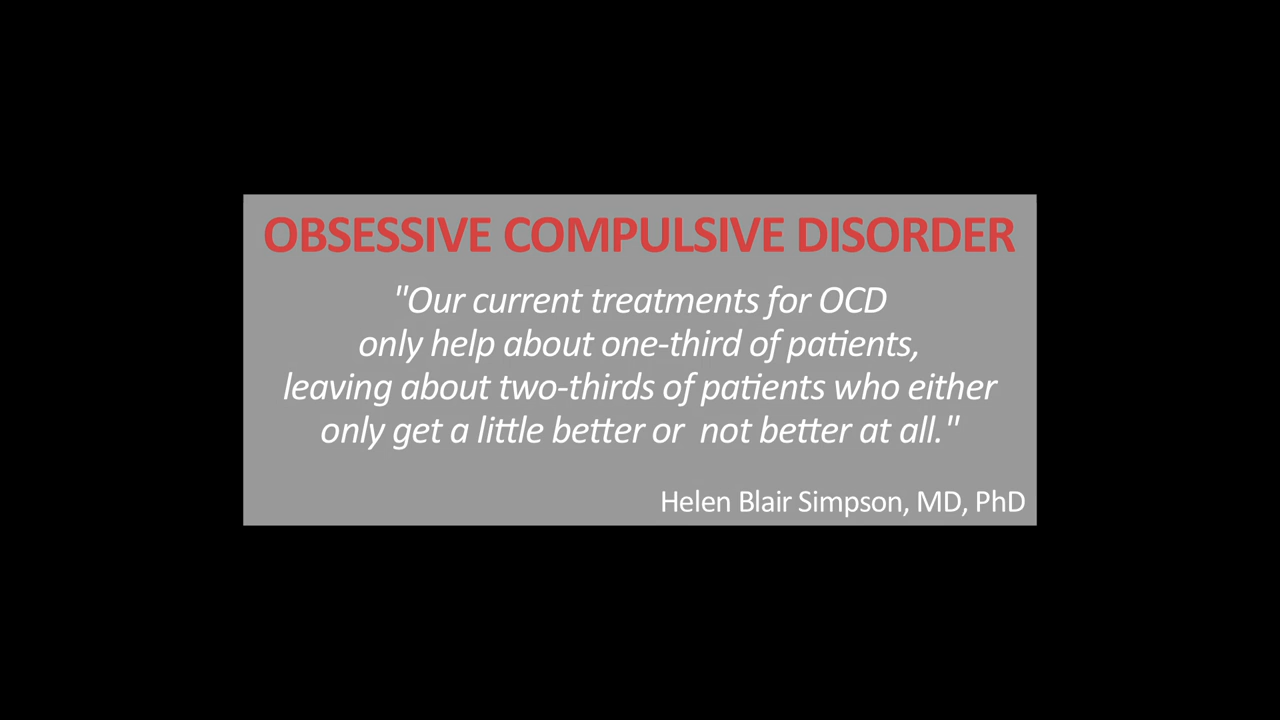 OBSESSIVE COMPULSIVE DISORDER
"Our current treatments for OCD
only help about one-third of patients,
leaving about two-thirds of patients who either
only get a little better or  not better at all."
Helen Blair Simpson, MD, PhD